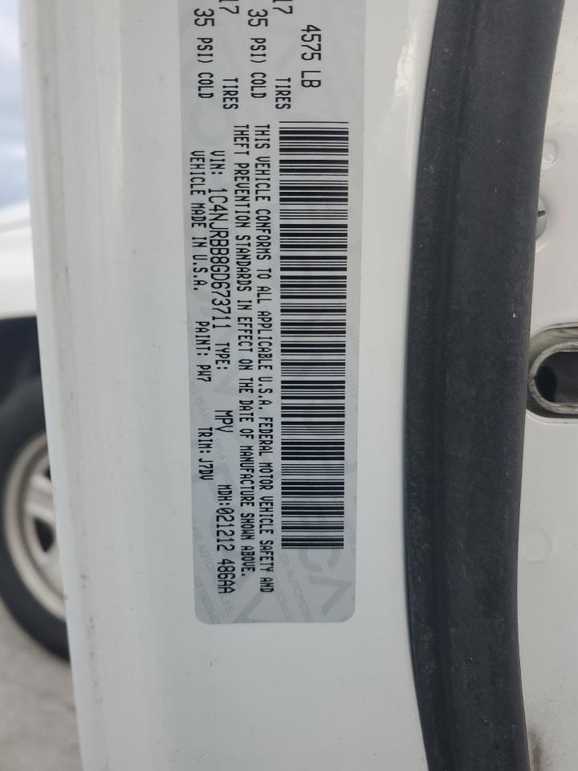 4575 LB
17 TIRES
35 PSI) COLD
17 TIRES
35 PSI) COLD
THIS VEHICLE CONFORMS TO ALL APPLICABLE U.S.A. FEDERAL MOTOR VEHICLE SAFETY AND
THEFT PREVENTION STANDARDS IN EFFECT ON THE DATE OF MANUFACTURE SHOWN ABOVE.
VIN: 1C4NJRBB8GD673711 TYPE: MPV MDH:021212 486AA
VEHICLE MADE IN U.S.A. PAINT: PW7 TRIM: J7DV